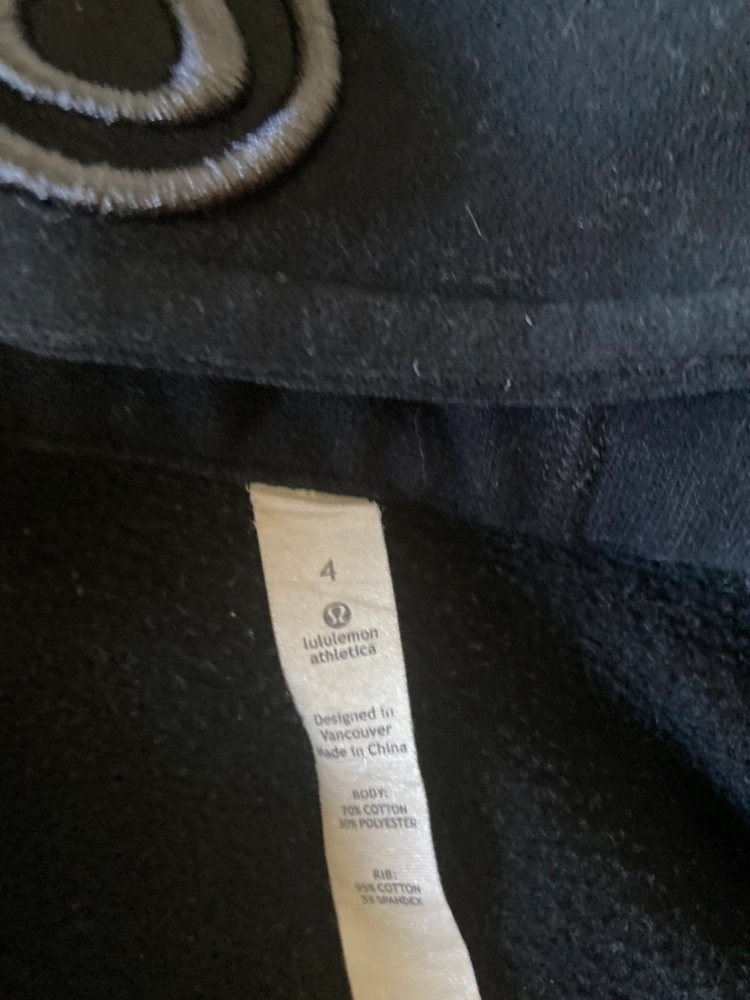 4
lululemon
athletica
Designed in
Vancouver
Made in China
BODY:
70% COTTON
30% POLYESTER
RIB:
95% COTTON
5% SPANDEX